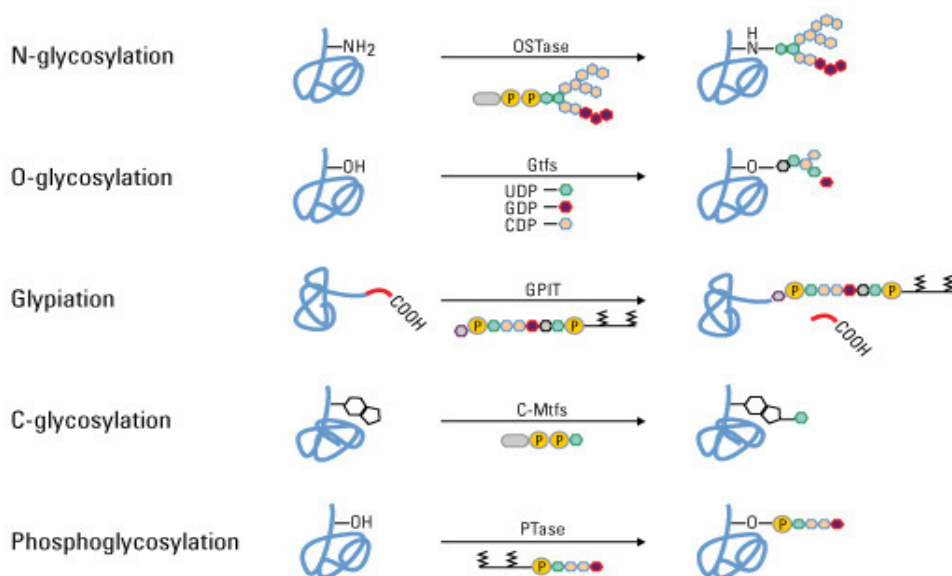 N-glycosylation
NH2
OSTase
P P
H
N
O-glycosylation
OH
Gtfs
UDP
GDP
CDP
O
Glypiation
COOH
GPIT
P P
P P
COOH
C-glycosylation
C-Mtfs
P P
Phosphoglycosylation
OH
PTase
P
O P